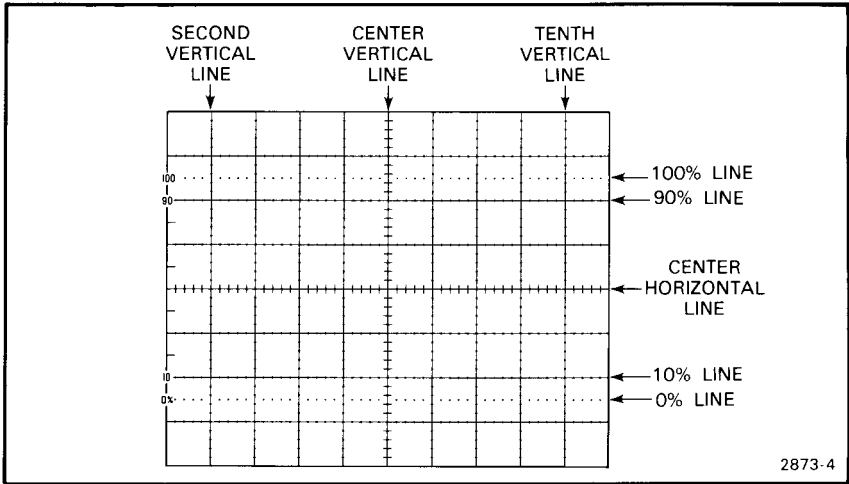 SECOND
VERTICAL
LINE
CENTER
VERTICAL
LINE
TENTH
VERTICAL
LINE
100
90
10
0%
100% LINE
90% LINE
CENTER
HORIZONTAL
LINE
10% LINE
0% LINE
2873-4